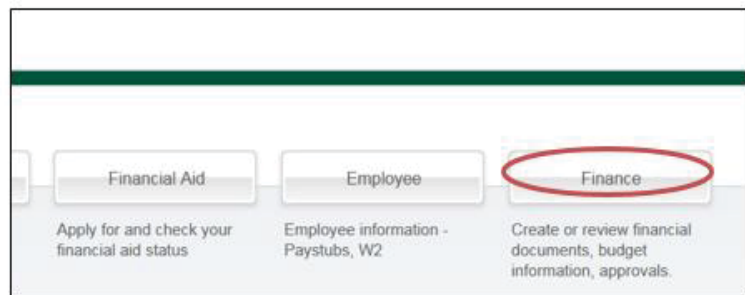 Financial Aid
Employee
Finance
Apply for and check your
financial aid status
Employee information -
Paystubs, W2
Create or review financial
documents, budget
information, approvals.